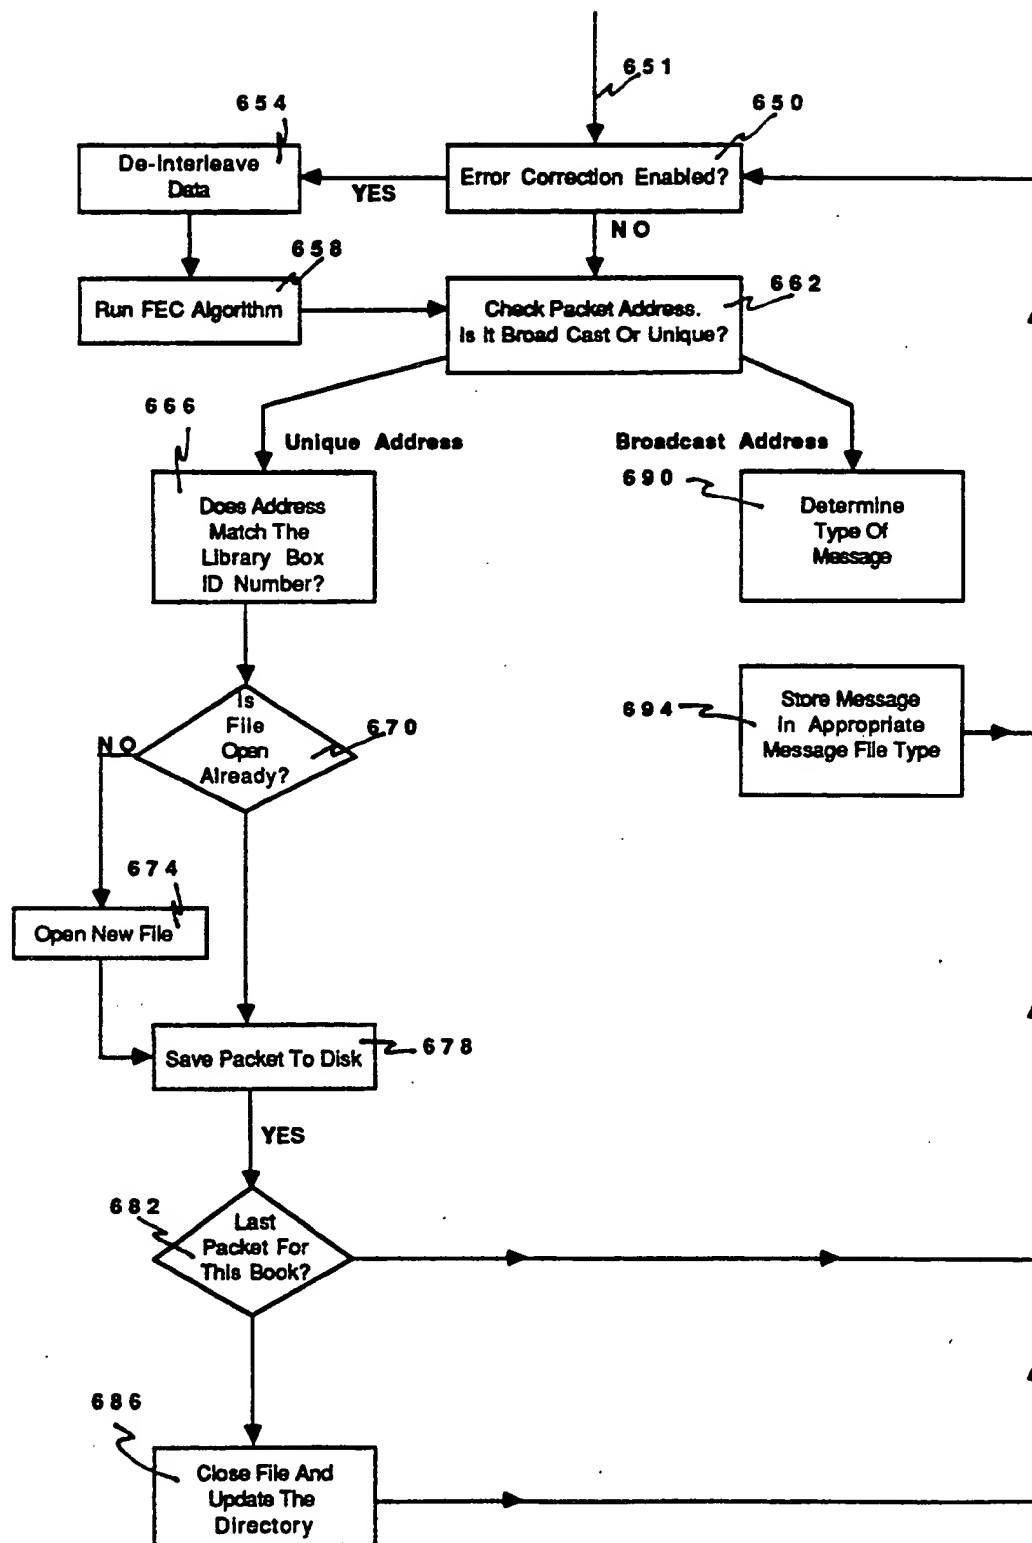 651
654
650
De-Interleave
Data
YES
Error Correction Enabled?
NO
658
Run FEC Algorithm
662
Check Packet Address.
Is It Broad Cast Or Unique?
666
Unique Address
Broadcast Address
690
Does Address
Match The
Library Box
ID Number?
Determine
Type Of
Message
Is
File
Open
Already?
670
NO
694
Store Message
In Appropriate
Message File Type
674
Open New File
Save Packet To Disk
678
YES
682
Last
Packet For
This Book?
686
Close File And
Update The
Directory